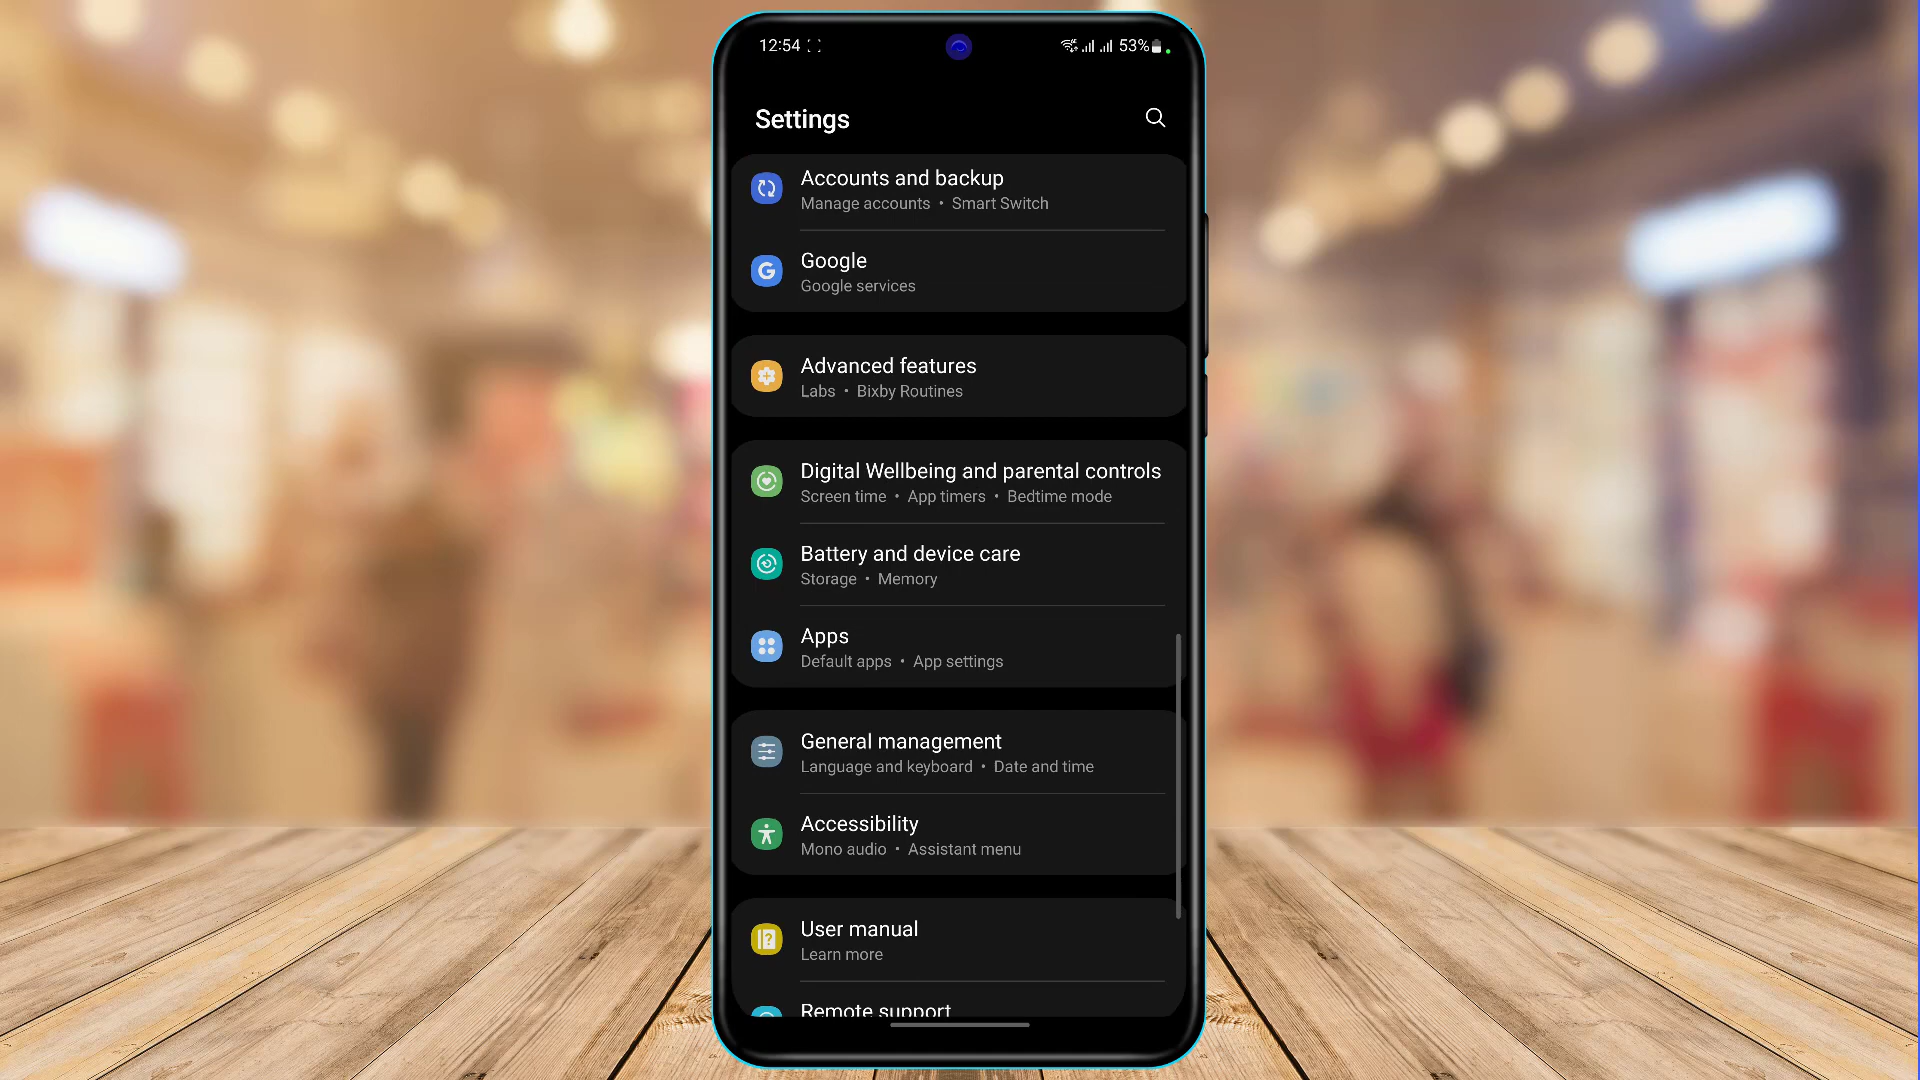 12:54
53%
Settings
Accounts and backup
Manage accounts • Smart Switch
Google
Google services
Advanced features
Labs • Bixby Routines
Digital Wellbeing and parental controls
Screen time • App timers • Bedtime mode
Battery and device care
Storage • Memory
Apps
Default apps • App settings
General management
Language and keyboard • Date and time
Accessibility
Mono audio • Assistant menu
User manual
Learn more
Remote support